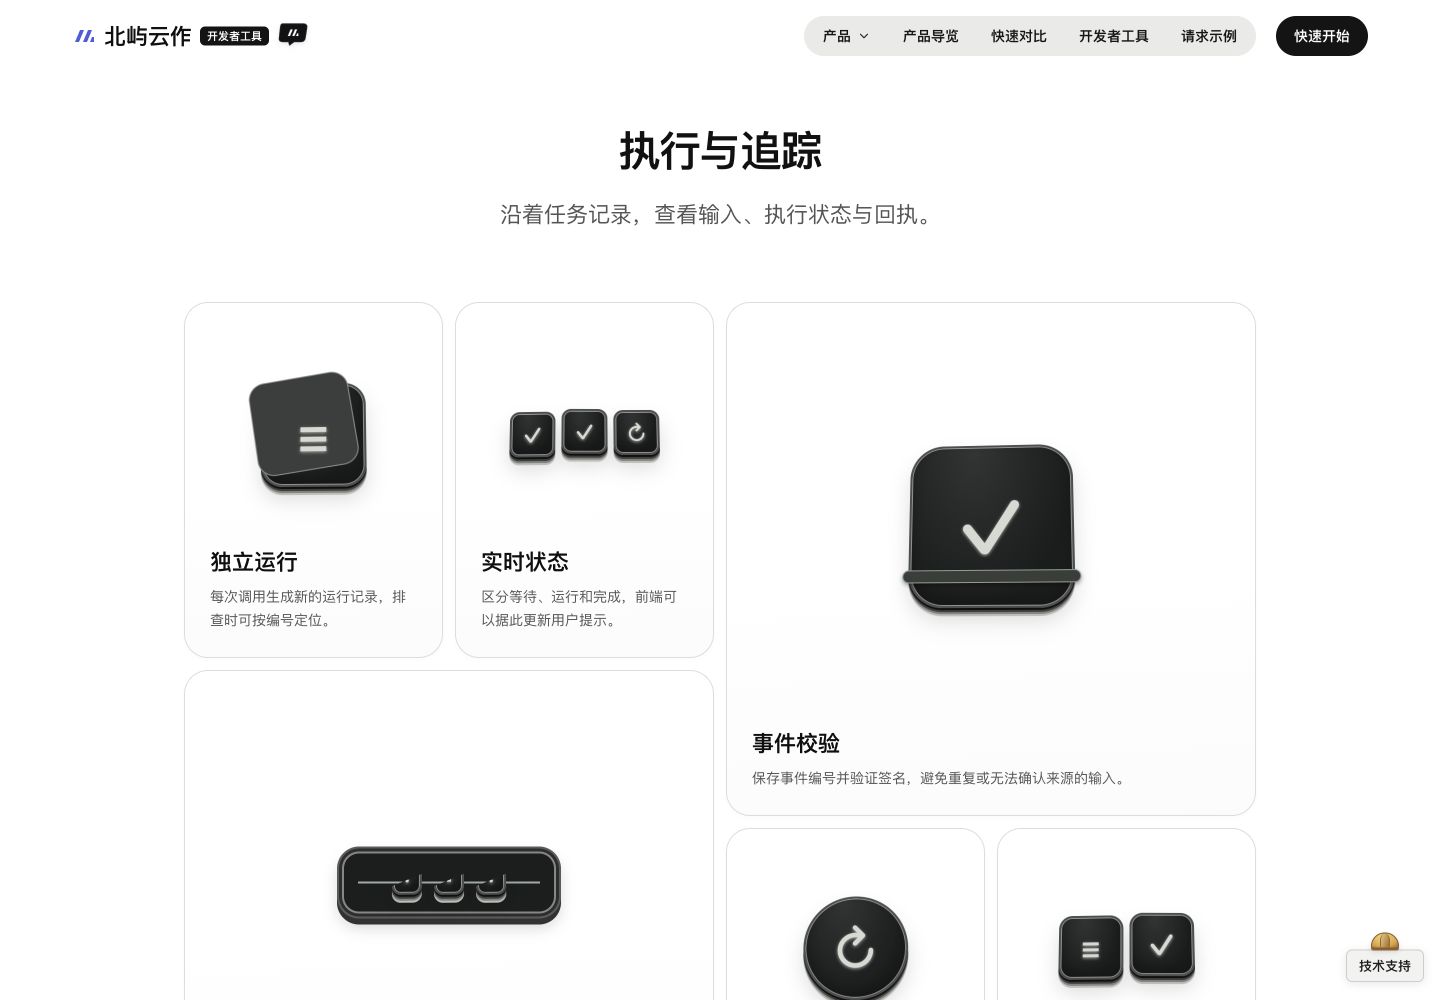 北屿云作 开发者工具
产品 产品导览 快速对比 开发者工具 请求示例 快速开始
执行与追踪
沿着任务记录，查看输入、执行状态与回执。
独立运行
每次调用生成新的运行记录，排
查时可按编号定位。
实时状态
区分等待、运行和完成，前端可
以据此更新用户提示。
事件校验
保存事件编号并验证签名，避免重复或无法确认来源的输入。
技术支持